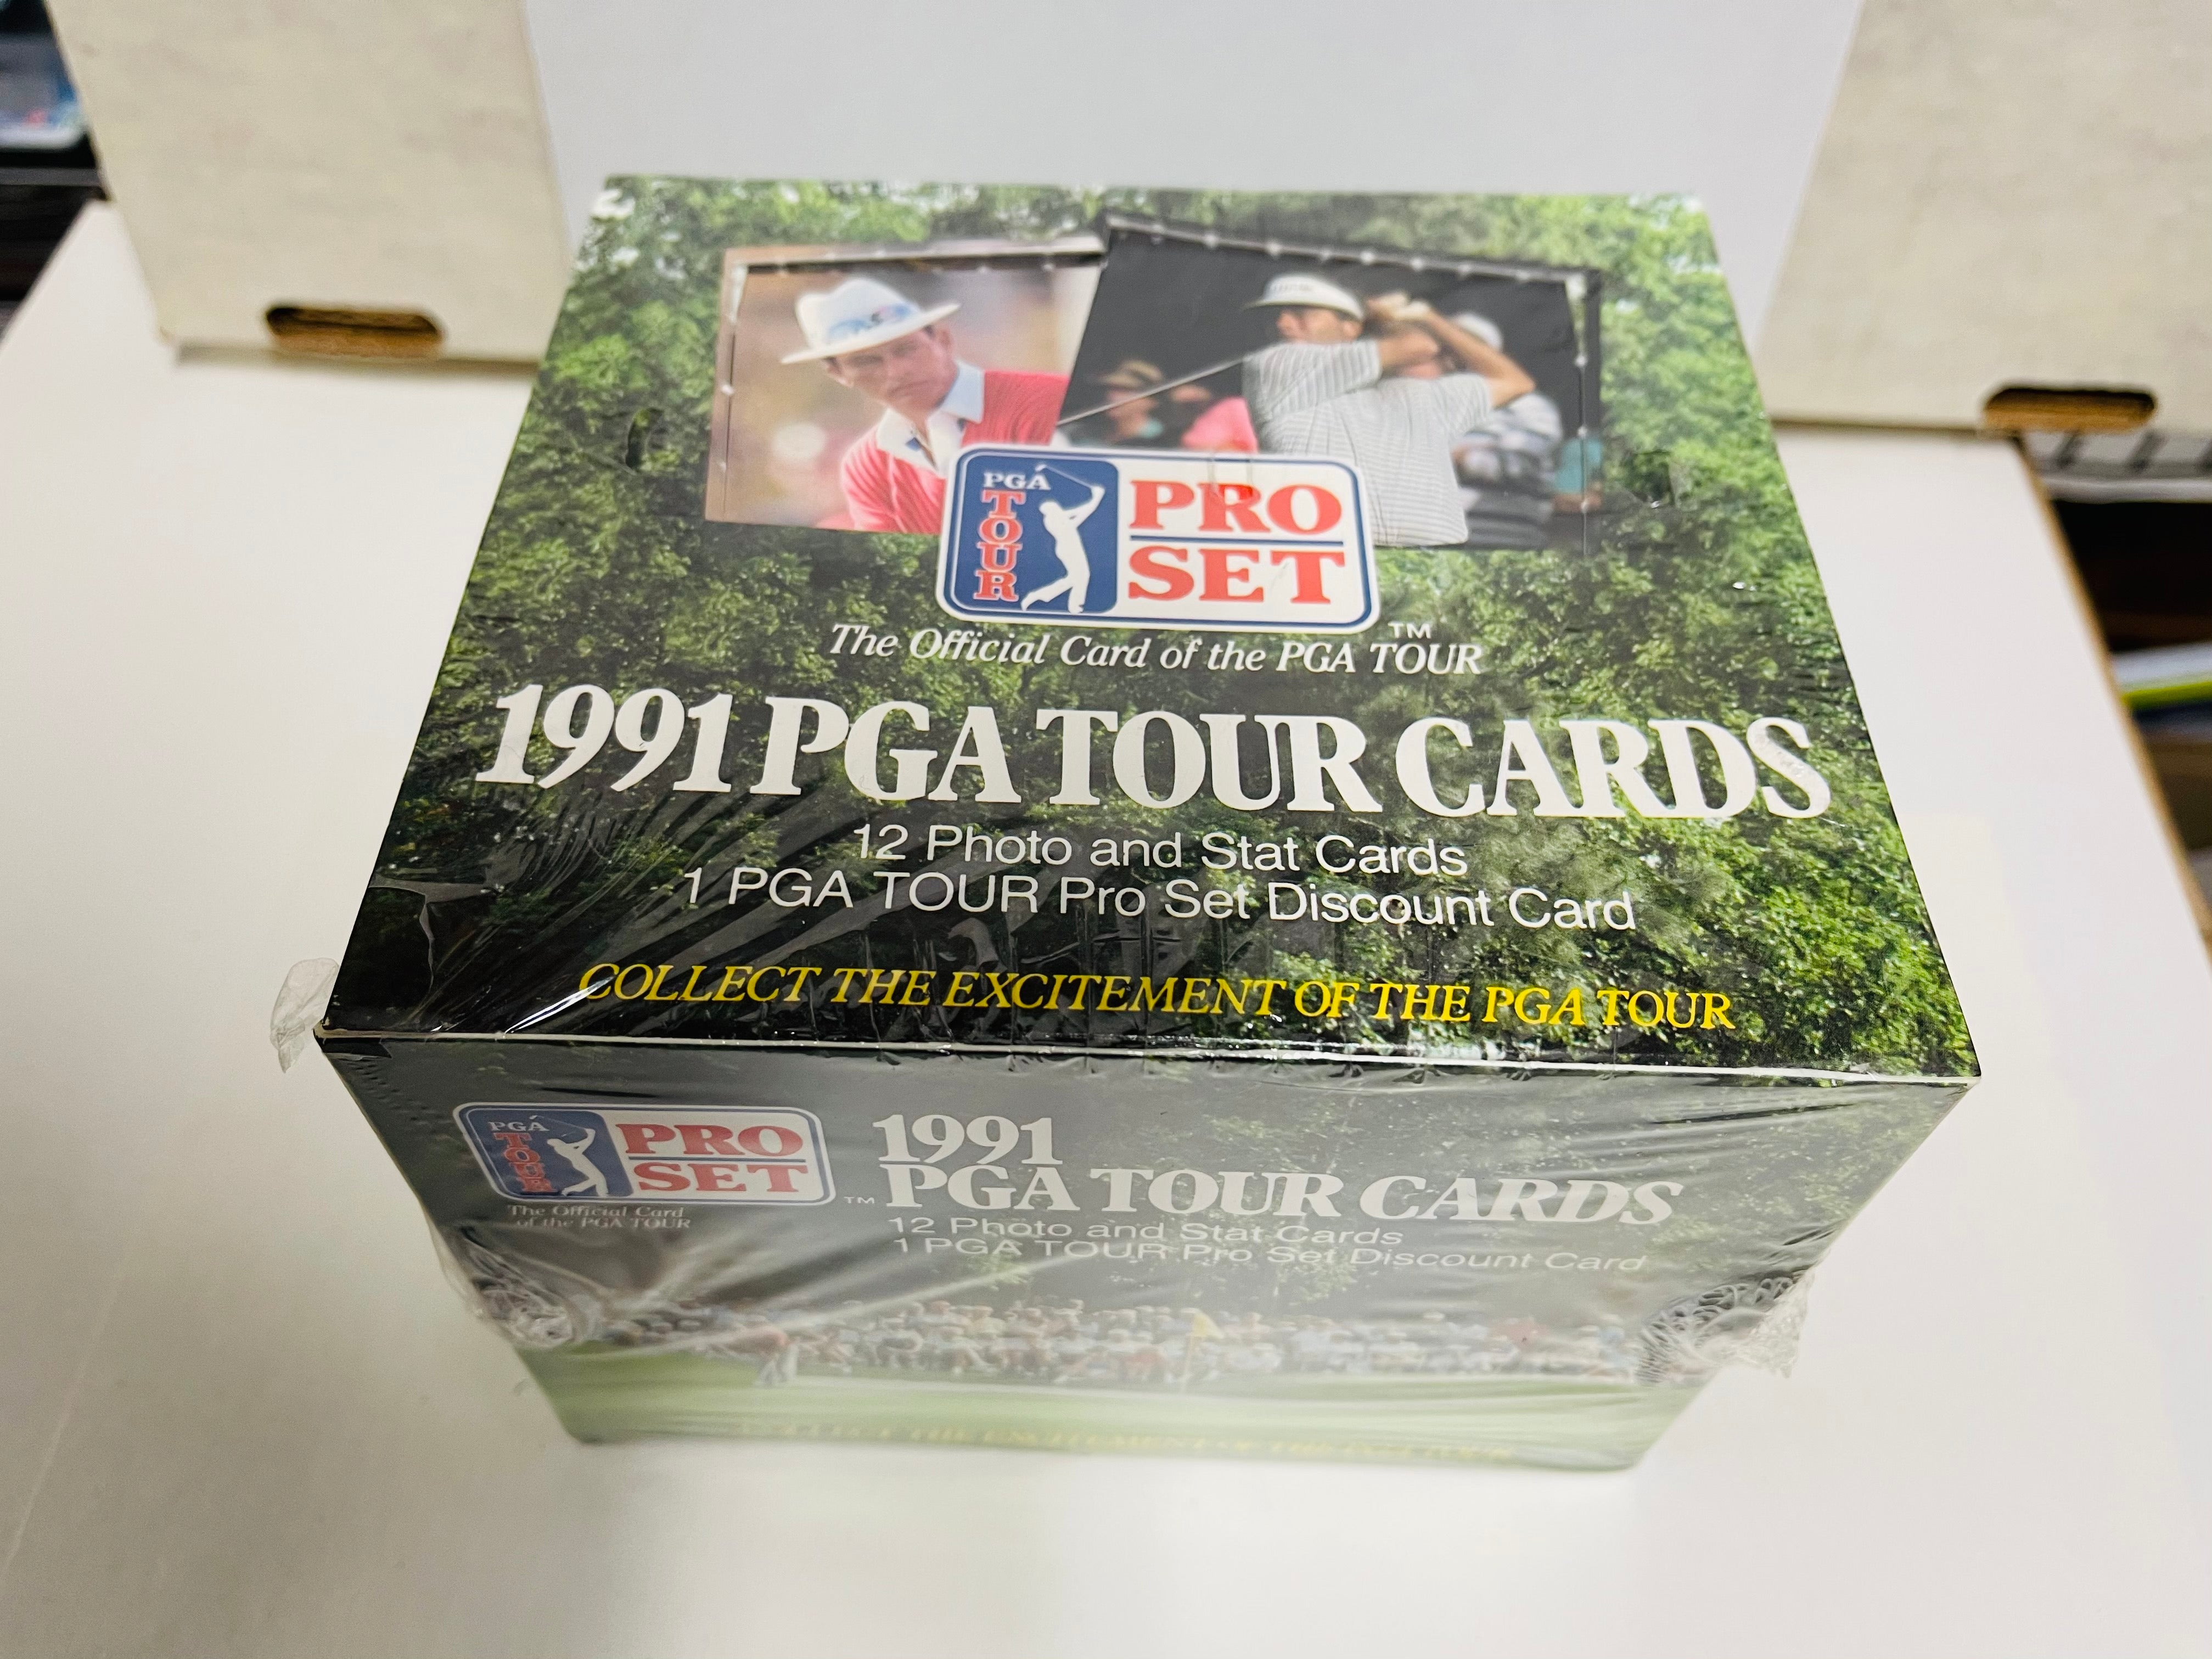 PGA
TOUR
PRO
SET
TM
The Official Card of the PGA TOUR
1991 PGA TOUR CARDS
12 Photo and Stat Cards
1 PGA TOUR Pro Set Discount Card
COLLECT THE EXCITEMENT OF THE PGA TOUR
PGA
TOUR
PRO
SET
TM
The Official Card
of the PGA TOUR
1991
PGA TOUR CARDS
12 Photo and Stat Cards
1 PGA TOUR Pro Set Discount Card